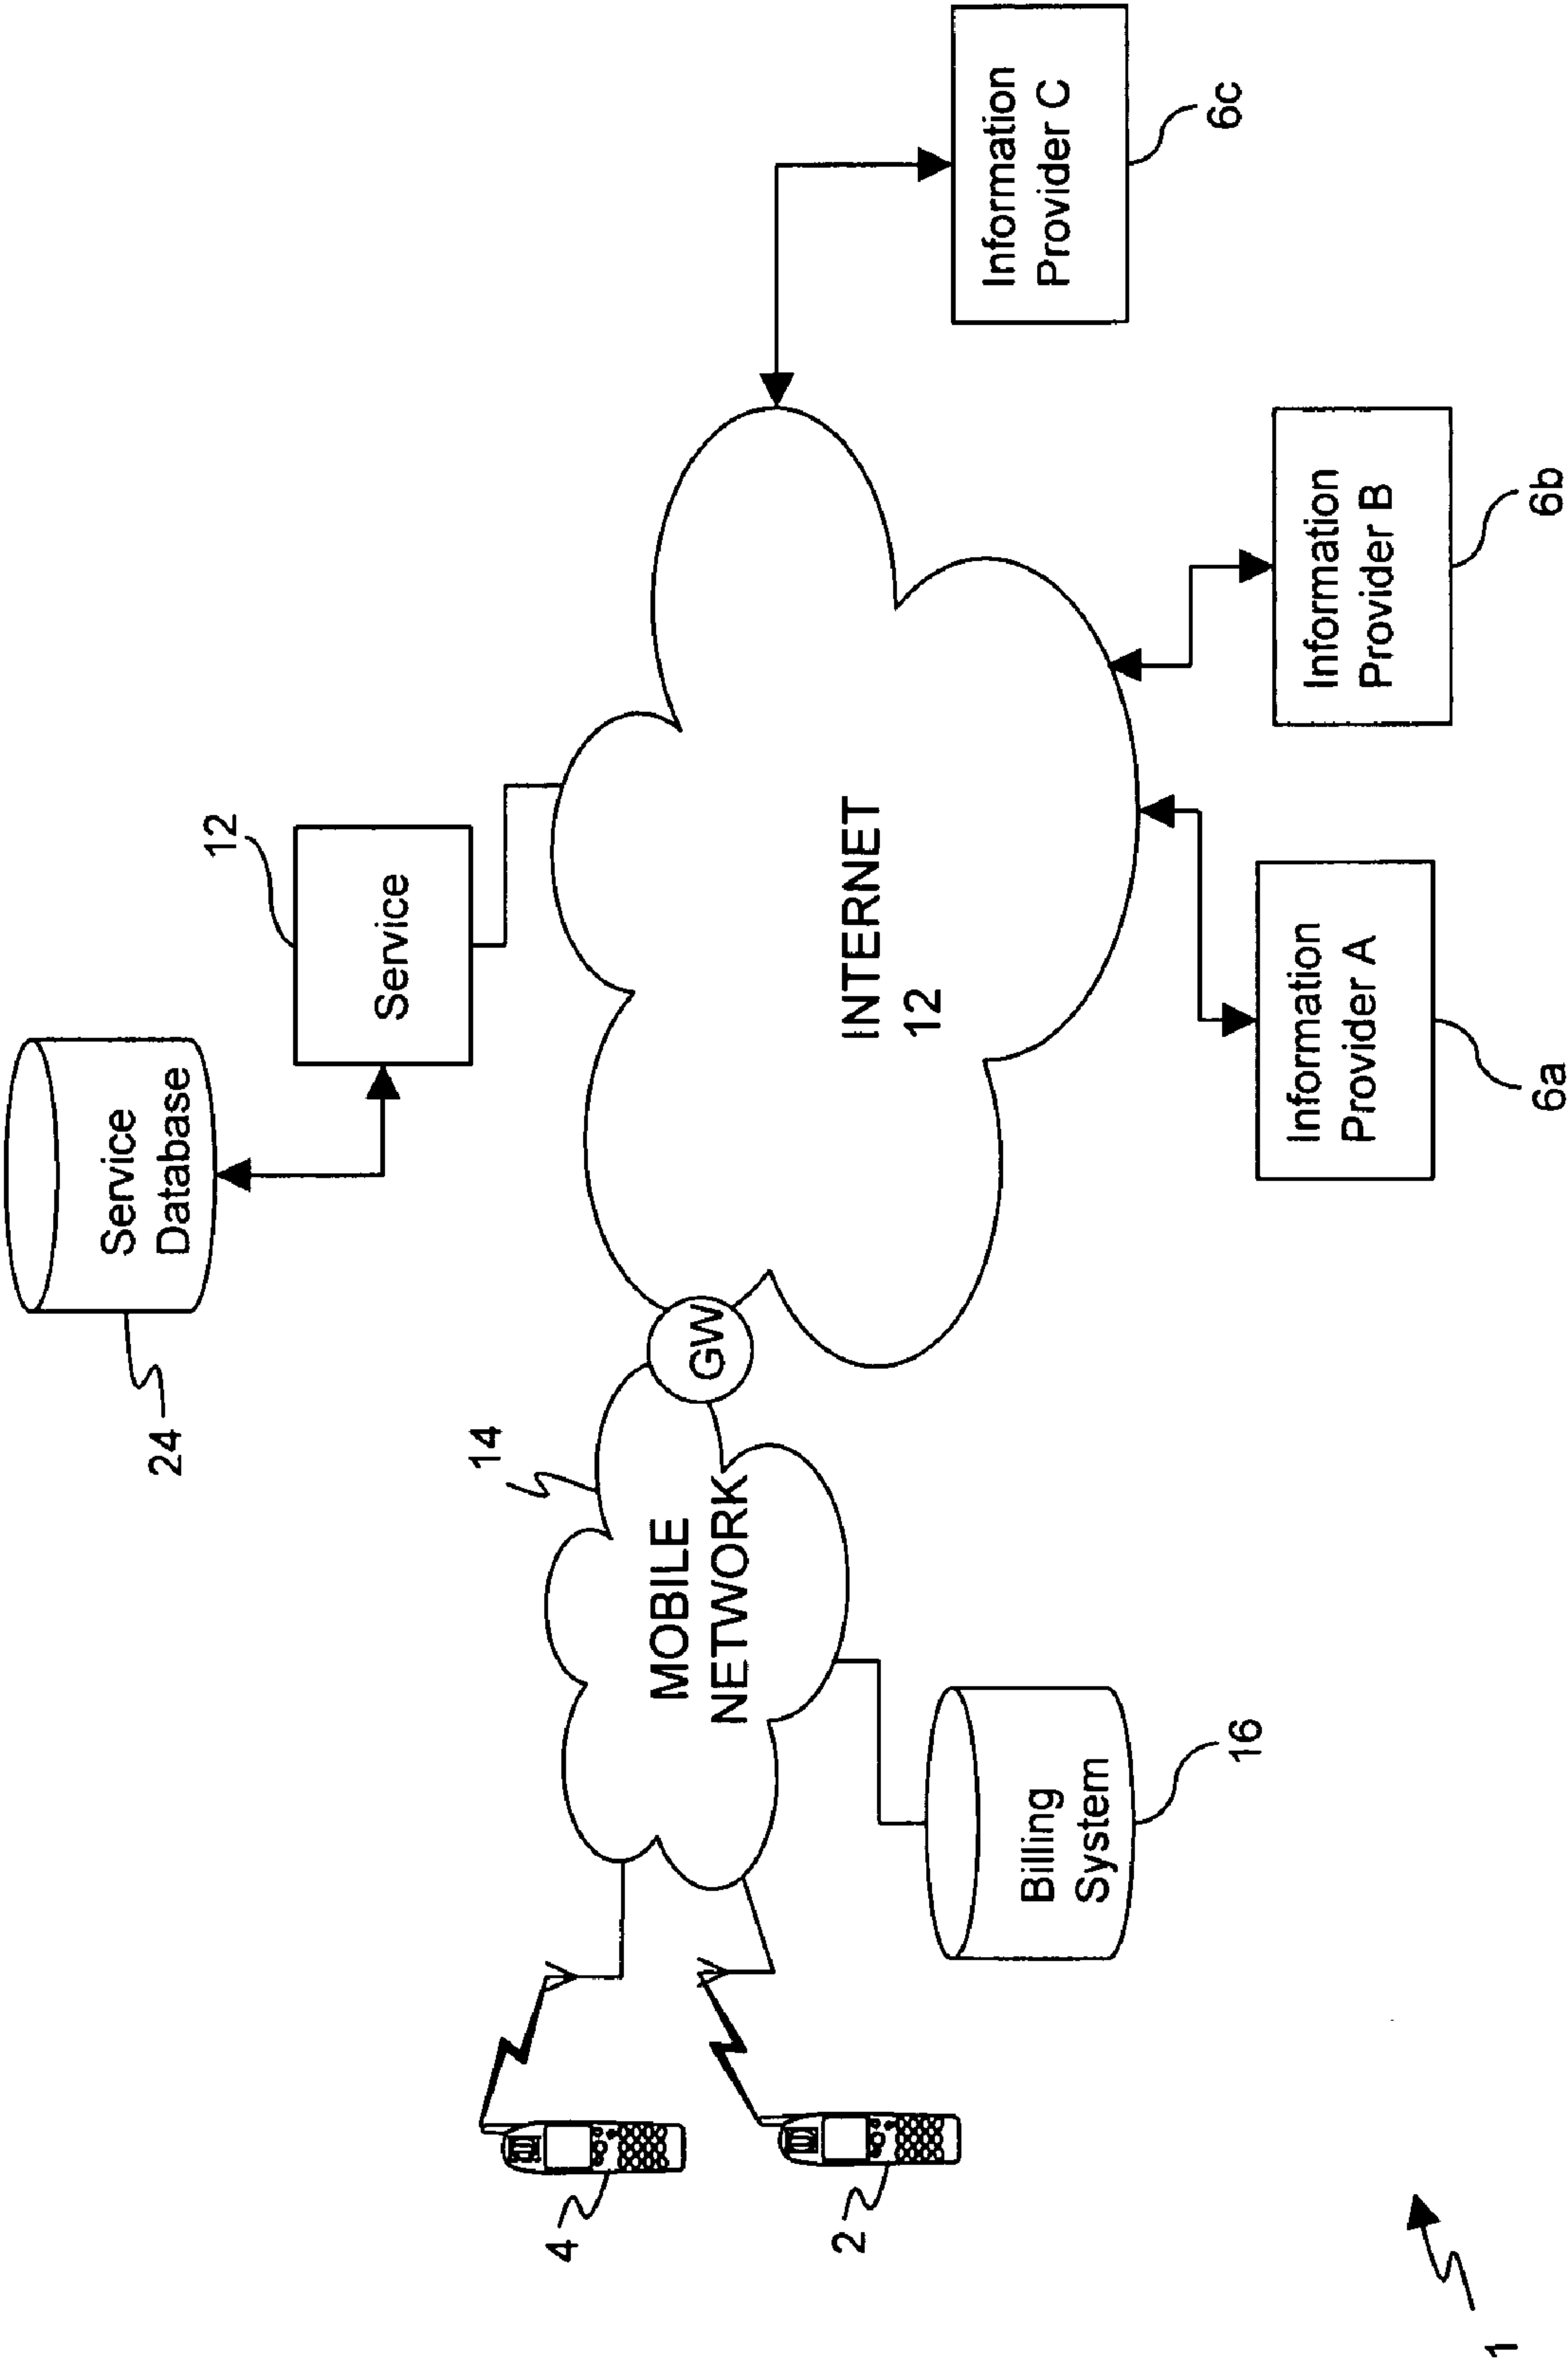 Service
Database
24
12
Service
14
GW
MOBILE
NETWORK
INTERNET
12
4
2
Billing
System
16
Information
Provider A
6a
Information
Provider B
6b
Information
Provider C
6c
1